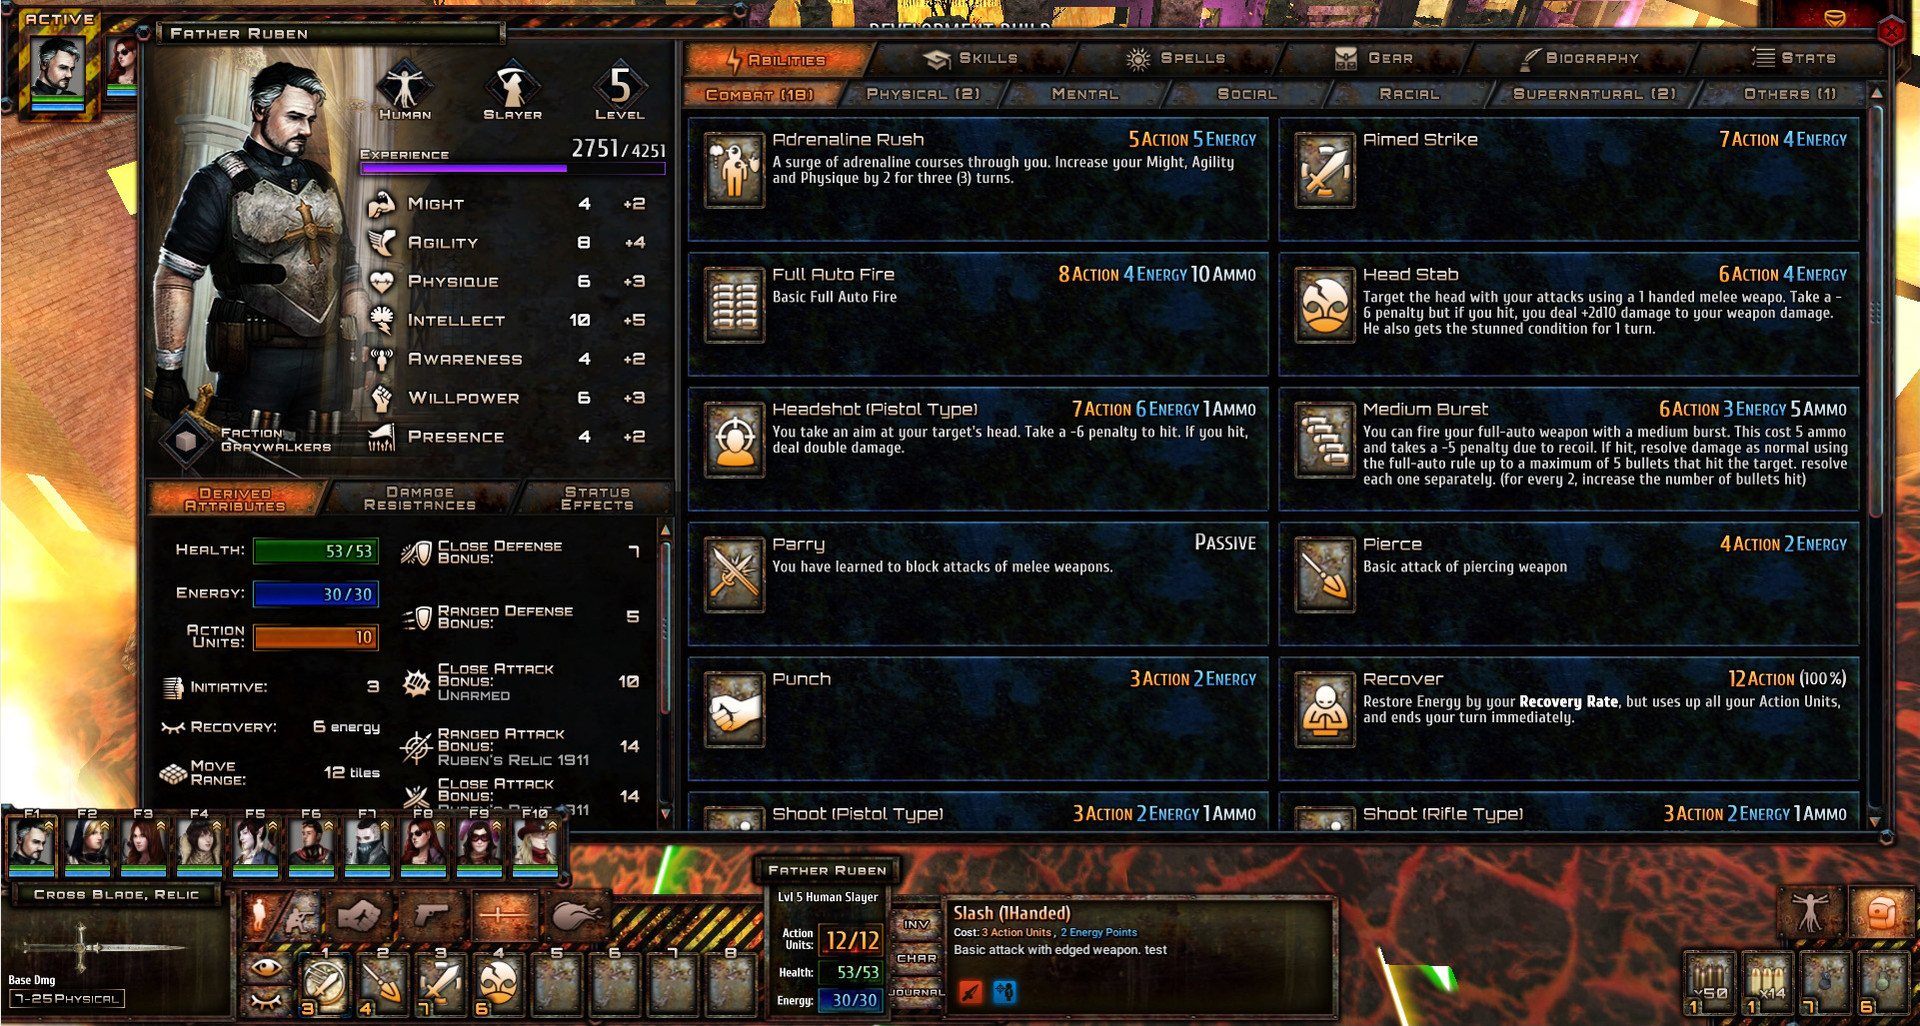 ACTIVE
DEVELOPMENT BUILD
FATHER RUBEN
HUMAN
SLAYER
5
LEVEL
EXPERIENCE 2751/4251
MIGHT 4 +2
AGILITY 8 +4
PHYSIQUE 6 +3
INTELLECT 10 +5
AWARENESS 4 +2
WILLPOWER 6 +3
PRESENCE 4 +2
FACTION
GRAYWALKERS
DERIVED
ATTRIBUTES
DAMAGE
RESISTANCES
STATUS
EFFECTS
HEALTH: 53/53
ENERGY: 30/30
ACTION
UNITS: 10
INITIATIVE: 3
RECOVERY: 6 energy
MOVE
RANGE: 12 tiles
CLOSE DEFENSE
BONUS: 7
RANGED DEFENSE
BONUS: 5
CLOSE ATTACK
BONUS: 10
UNARMED
RANGED ATTACK
BONUS: 14
RUBEN'S RELIC 1911
CLOSE ATTACK
BONUS: 14
ABILITIES
SKILLS
SPELLS
GEAR
BIOGRAPHY
STATS
COMBAT (18)
PHYSICAL (2)
MENTAL
SOCIAL
RACIAL
SUPERNATURAL (2)
OTHERS (1)
Adrenaline Rush 5 ACTION 5 ENERGY
A surge of adrenaline courses through you. Increase your Might, Agility
and Physique by 2 for three (3) turns.
Aimed Strike 7 ACTION 4 ENERGY
Full Auto Fire 8 ACTION 4 ENERGY 10 AMMO
Basic Full Auto Fire
Head Stab 6 ACTION 4 ENERGY
Target the head with your attacks using a 1 handed melee weapo. Take a -
6 penalty but if you hit, you deal +2d10 damage to your weapon damage.
He also gets the stunned condition for 1 turn.
Headshot (Pistol Type) 7 ACTION 6 ENERGY 1 AMMO
You take an aim at your target's head. Take a -6 penalty to hit. If you hit,
deal double damage.
Medium Burst 6 ACTION 3 ENERGY 5 AMMO
You can fire your full-auto weapon with a medium burst. This cost 5 ammo
and takes a -5 penalty due to recoil. If hit, resolve damage as normal using
the full-auto rule up to a maximum of 5 bullets that hit the target. resolve
each one separately. (for every 2, increase the number of bullets hit)
Parry PASSIVE
You have learned to block attacks of melee weapons.
Pierce 4 ACTION 2 ENERGY
Basic attack of piercing weapon
Punch 3 ACTION 2 ENERGY
Recover 12 ACTION (100%)
Restore Energy by your Recovery Rate, but uses up all your Action Units,
and ends your turn immediately.
Shoot (Pistol Type) 3 ACTION 2 ENERGY 1 AMMO
Shoot (Rifle Type) 3 ACTION 2 ENERGY 1 AMMO
F1 F2 F3 F4 F5 F6 F7 F8 F9 F10
CROSS BLADE, RELIC
Base Dmg
7-25 PHYSICAL
1 2 3 4 5 6 7 8
3 4 7 6
FATHER RUBEN
Lvl 5 Human Slayer
Action
Units: 12/12
Health: 53/53
Energy: 30/30
INV
CHAR
JOURNAL
Slash (1Handed)
Cost: 3 Action Units , 2 Energy Points
Basic attack with edged weapon. test
x50 x14
1 1 7 6